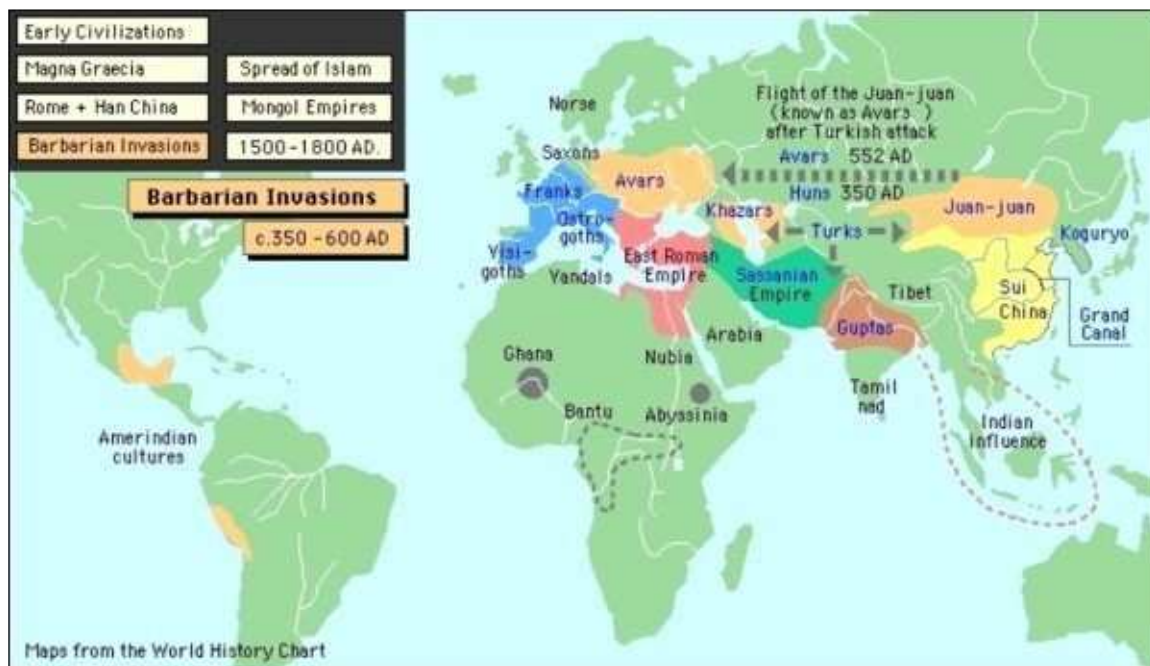 Early Civilizations
Magna Graecia
Spread of Islam
Rome + Han China
Mongol Empires
Barbarian Invasions
1500-1800 AD.
Barbarian Invasions
c.350 -600 AD
Norse
Saxons
Franks
Avars
Ostro-
goths
Visi-
goths
Vandals
East Roman
Empire
Khazars
Flight of the Juan-juan
(known as Avars )
after Turkish attack
Avars 552 AD
Huns 350 AD
Turks
Juan-juan
Koguryo
Sassanian
Empire
Tibet
Sui
China
Grand
Canal
Guptas
Arabia
Nubia
Ghana
Bantu
Abyssinia
Tamil
nad
Indian
influence
Amerindian
cultures
Maps from the World History Chart